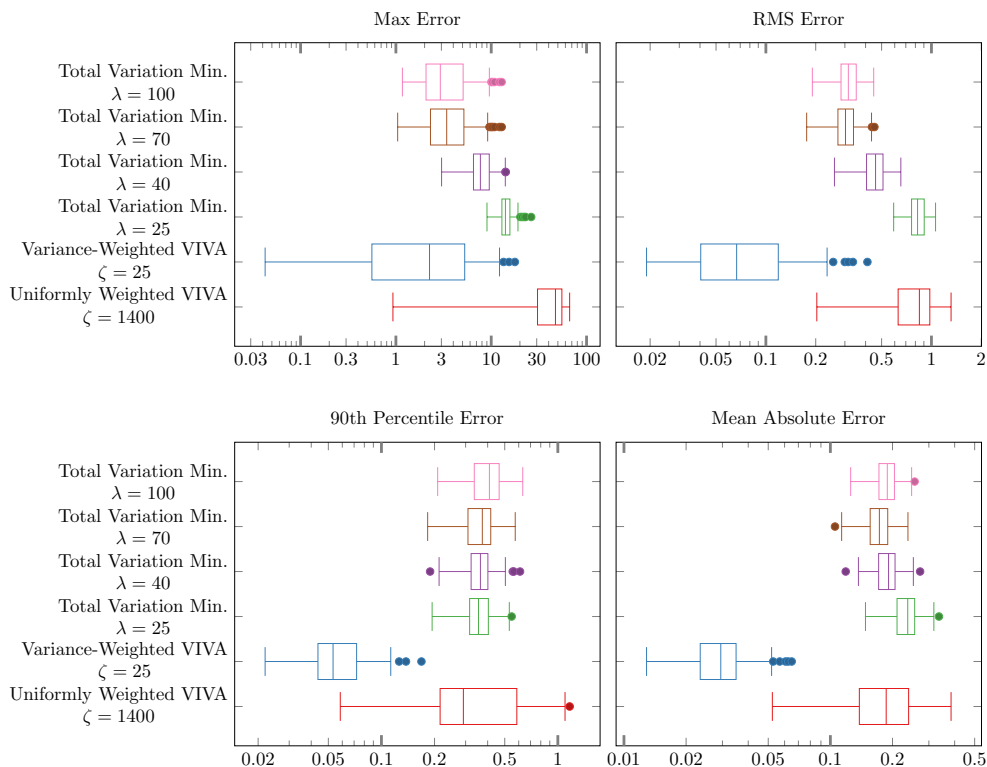 Max Error
RMS Error
Total Variation Min.
λ = 100
Total Variation Min.
λ = 70
Total Variation Min.
λ = 40
Total Variation Min.
λ = 25
Variance-Weighted VIVA
ζ = 25
Uniformly Weighted VIVA
ζ = 1400
0.03 0.1 0.3 1 3 10 30 100
0.02 0.1 0.2 0.5 1 2
90th Percentile Error
Mean Absolute Error
Total Variation Min.
λ = 100
Total Variation Min.
λ = 70
Total Variation Min.
λ = 40
Total Variation Min.
λ = 25
Variance-Weighted VIVA
ζ = 25
Uniformly Weighted VIVA
ζ = 1400
0.02 0.05 0.1 0.2 0.5 1
0.01 0.02 0.05 0.1 0.2 0.5